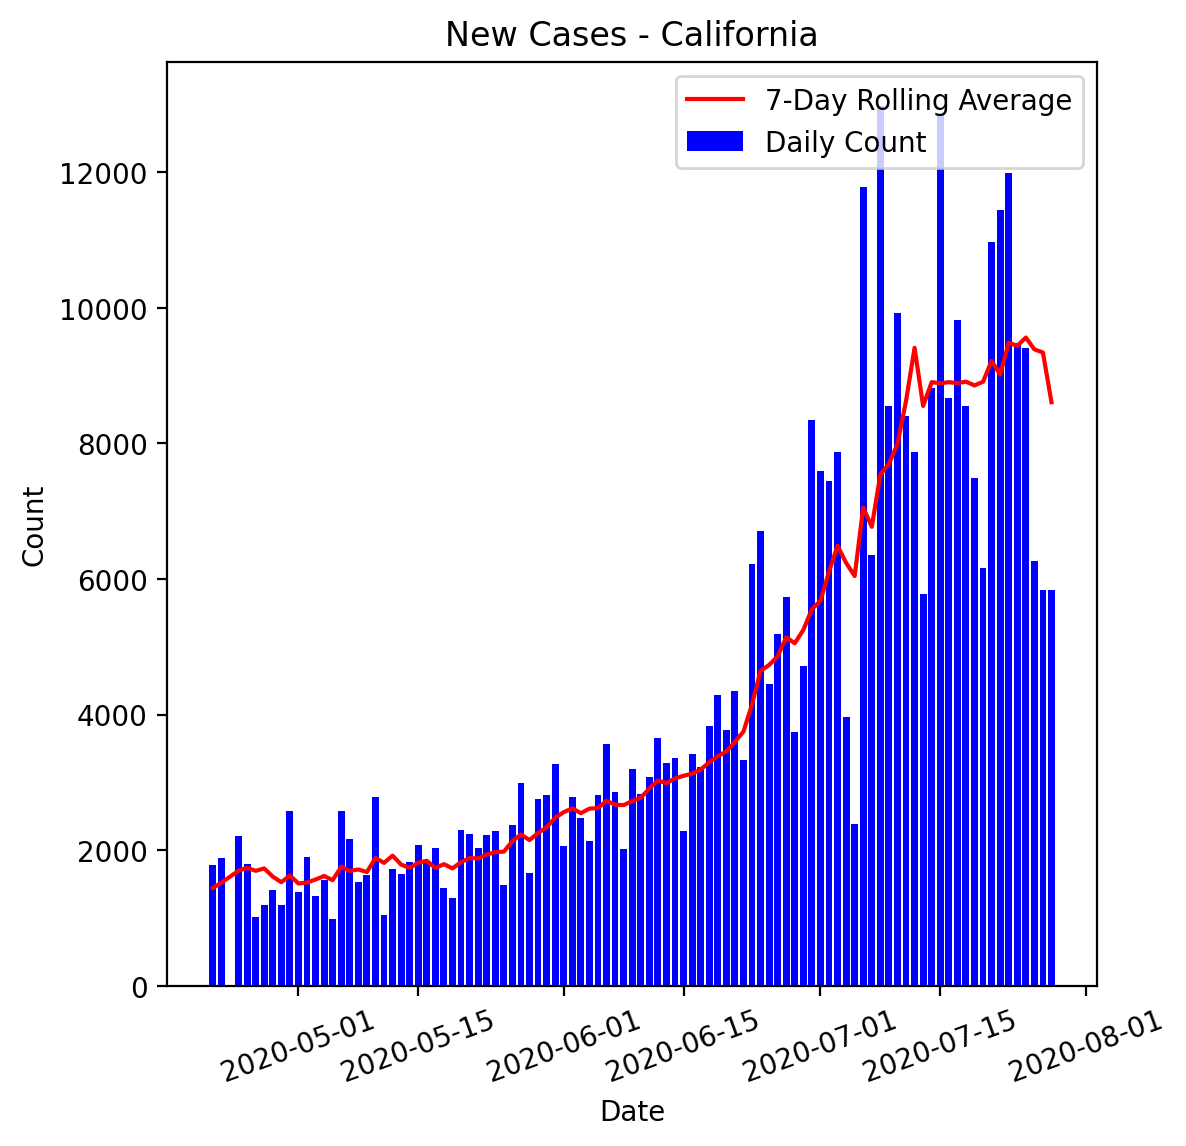 New Cases - California
7-Day Rolling Average
Daily Count
12000
10000
8000
6000
4000
2000
0
Count
2020-05-01
2020-05-15
2020-06-01
2020-06-15
2020-07-01
2020-07-15
2020-08-01
Date